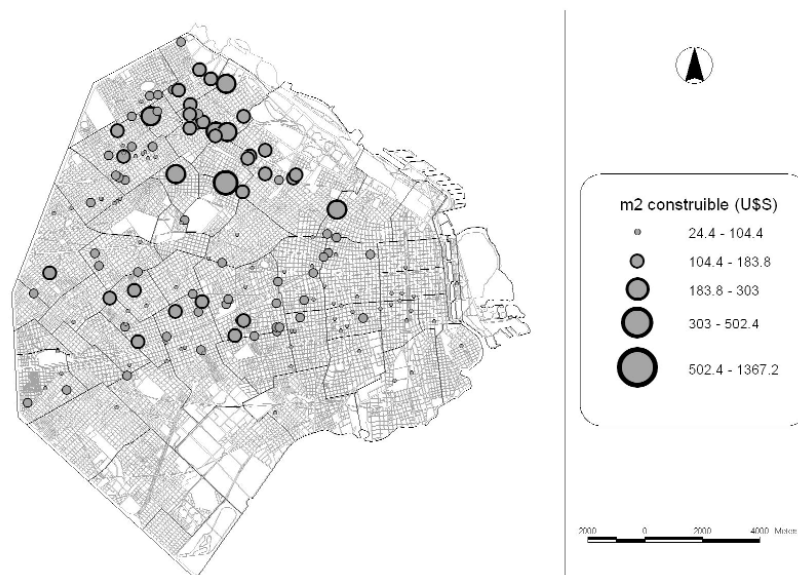 m2 construible (U$S)
24.4 - 104.4
104.4 - 183.8
183.8 - 303
303 - 502.4
502.4 - 1367.2
2000 0 2000 4000 Meters